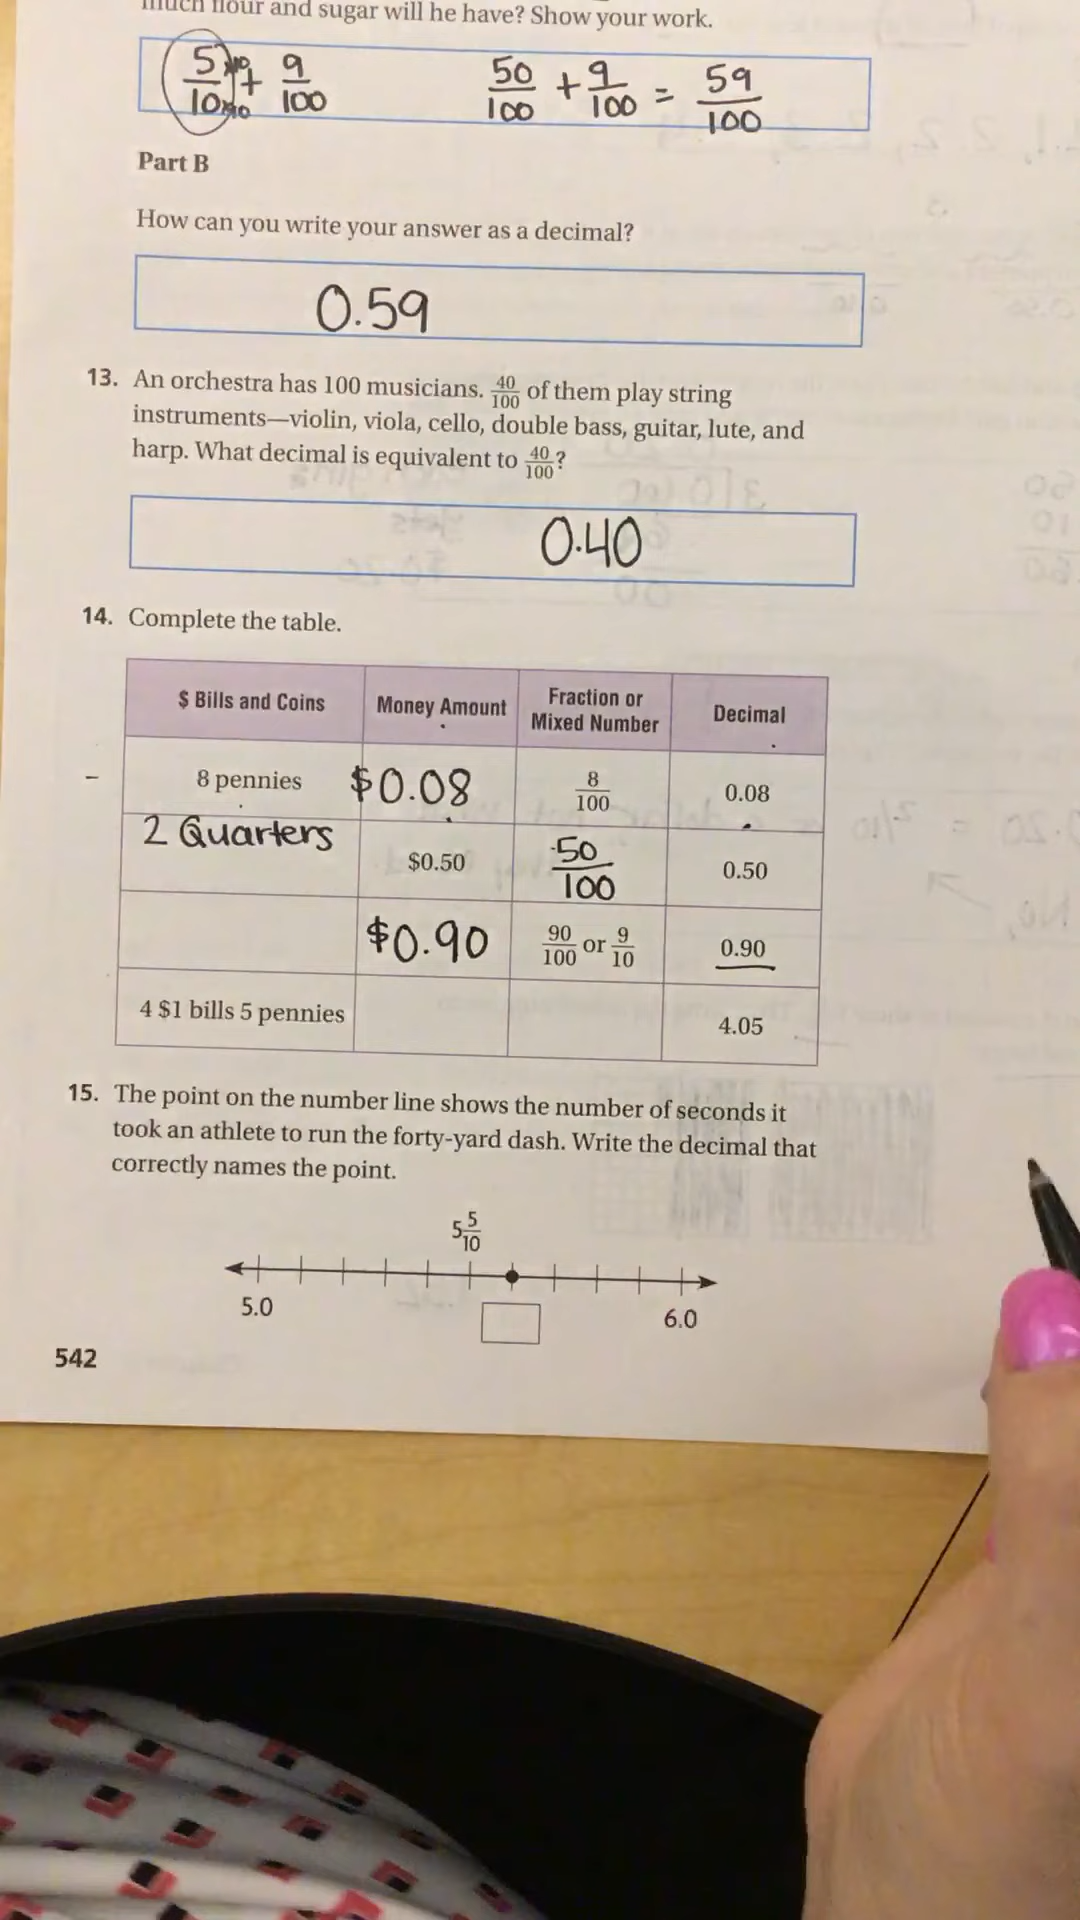 much flour and sugar will he have? Show your work.
5/10 x10 x10 + 9/100 50/100 + 9/100 = 59/100
Part B
How can you write your answer as a decimal?
0.59
13. An orchestra has 100 musicians. 40/100 of them play string
instruments—violin, viola, cello, double bass, guitar, lute, and
harp. What decimal is equivalent to 40/100?
0.40
14. Complete the table.
$ Bills and Coins Money Amount Fraction or Mixed Number Decimal
8 pennies $0.08 8/100 0.08
2 Quarters $0.50 50/100 0.50
$0.90 90/100 or 9/10 0.90
4 $1 bills 5 pennies 4.05
15. The point on the number line shows the number of seconds it
took an athlete to run the forty-yard dash. Write the decimal that
correctly names the point.
5 5/10
5.0 6.0
542